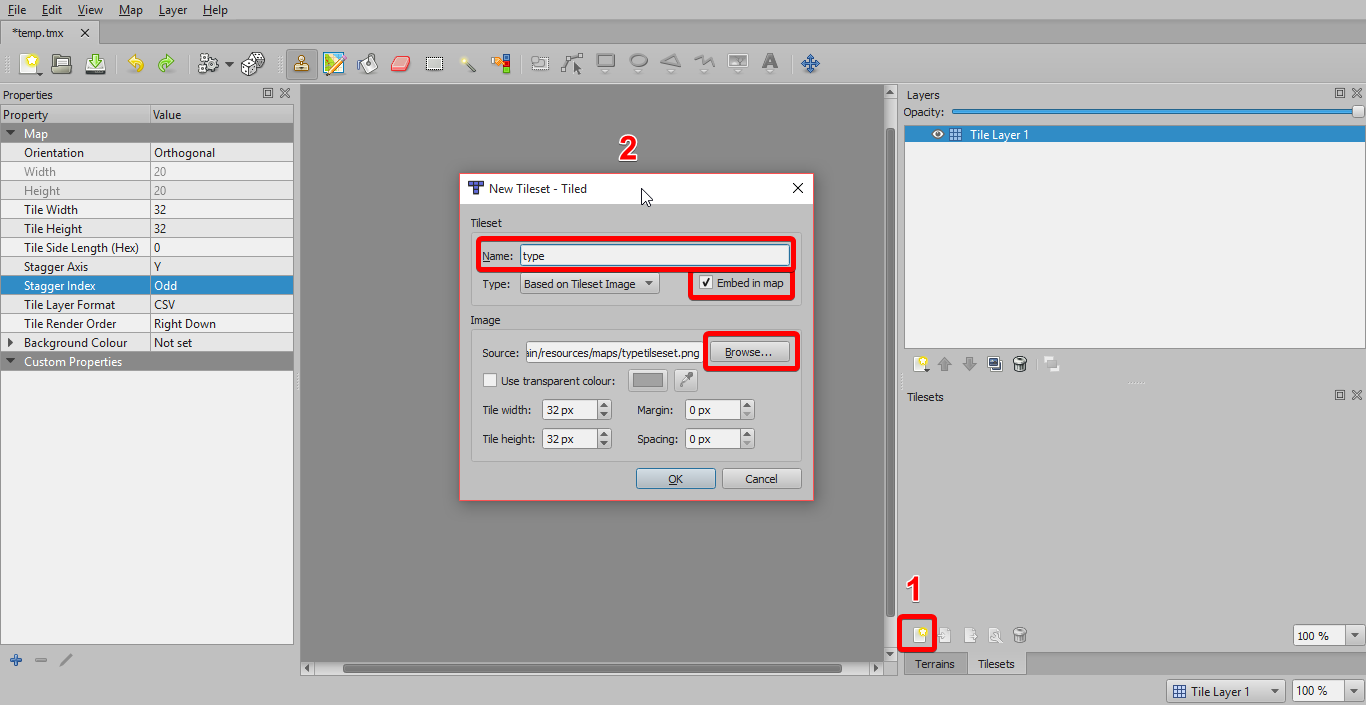 File Edit View Map Layer Help
*temp.tmx
Properties
Property Value
Map
Orientation Orthogonal
Width 20
Height 20
Tile Width 32
Tile Height 32
Tile Side Length (Hex) 0
Stagger Axis Y
Stagger Index Odd
Tile Layer Format CSV
Tile Render Order Right Down
Background Colour Not set
Custom Properties
2
New Tileset - Tiled
Tileset
Name: type
Type: Based on Tileset Image Embed in map
Image
Source: in/resources/maps/typetilseset.png Browse...
Use transparent colour:
Tile width: 32 px Margin: 0 px
Tile height: 32 px Spacing: 0 px
OK Cancel
Layers
Opacity:
Tile Layer 1
Tilesets
1
100 %
Terrains Tilesets
Tile Layer 1 100 %